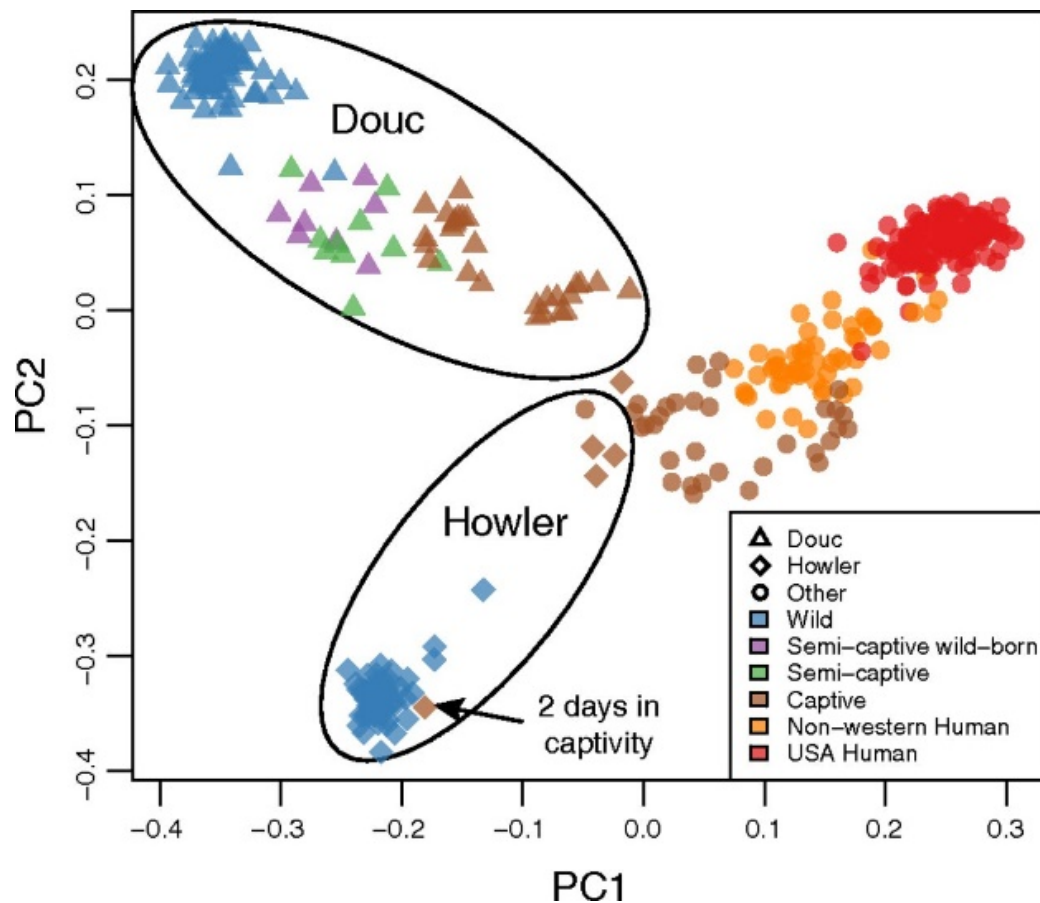 Douc
Howler
2 days in
captivity
Douc
Howler
Other
Wild
Semi−captive wild−born
Semi−captive
Captive
Non−western Human
USA Human
PC2
0.2
0.1
0.0
−0.1
−0.2
−0.3
−0.4
−0.4
−0.3
−0.2
−0.1
0.0
0.1
0.2
0.3
PC1